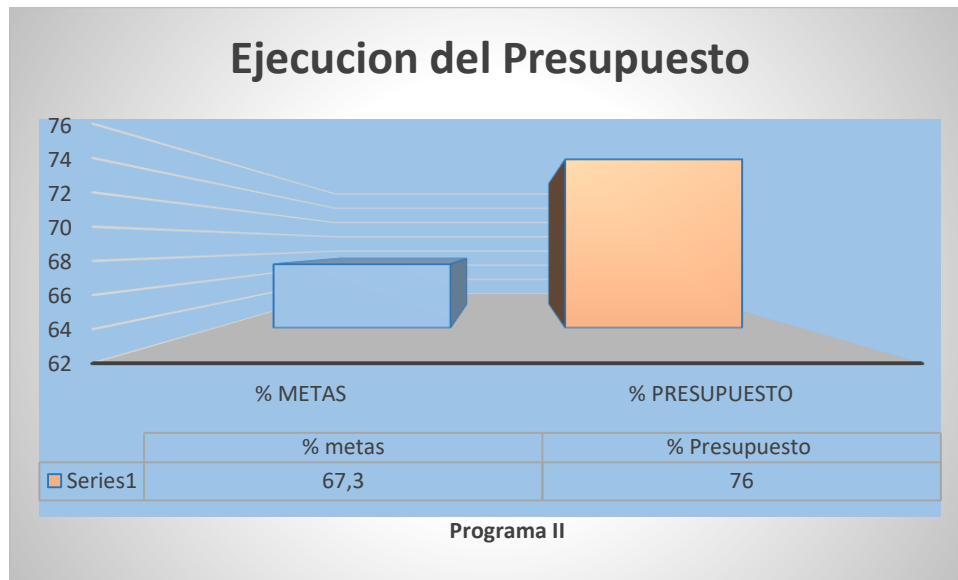 Ejecucion del Presupuesto
76
74
72
70
68
66
64
62
% METAS % PRESUPUESTO
% metas % Presupuesto
Series1 67,3 76
Programa II